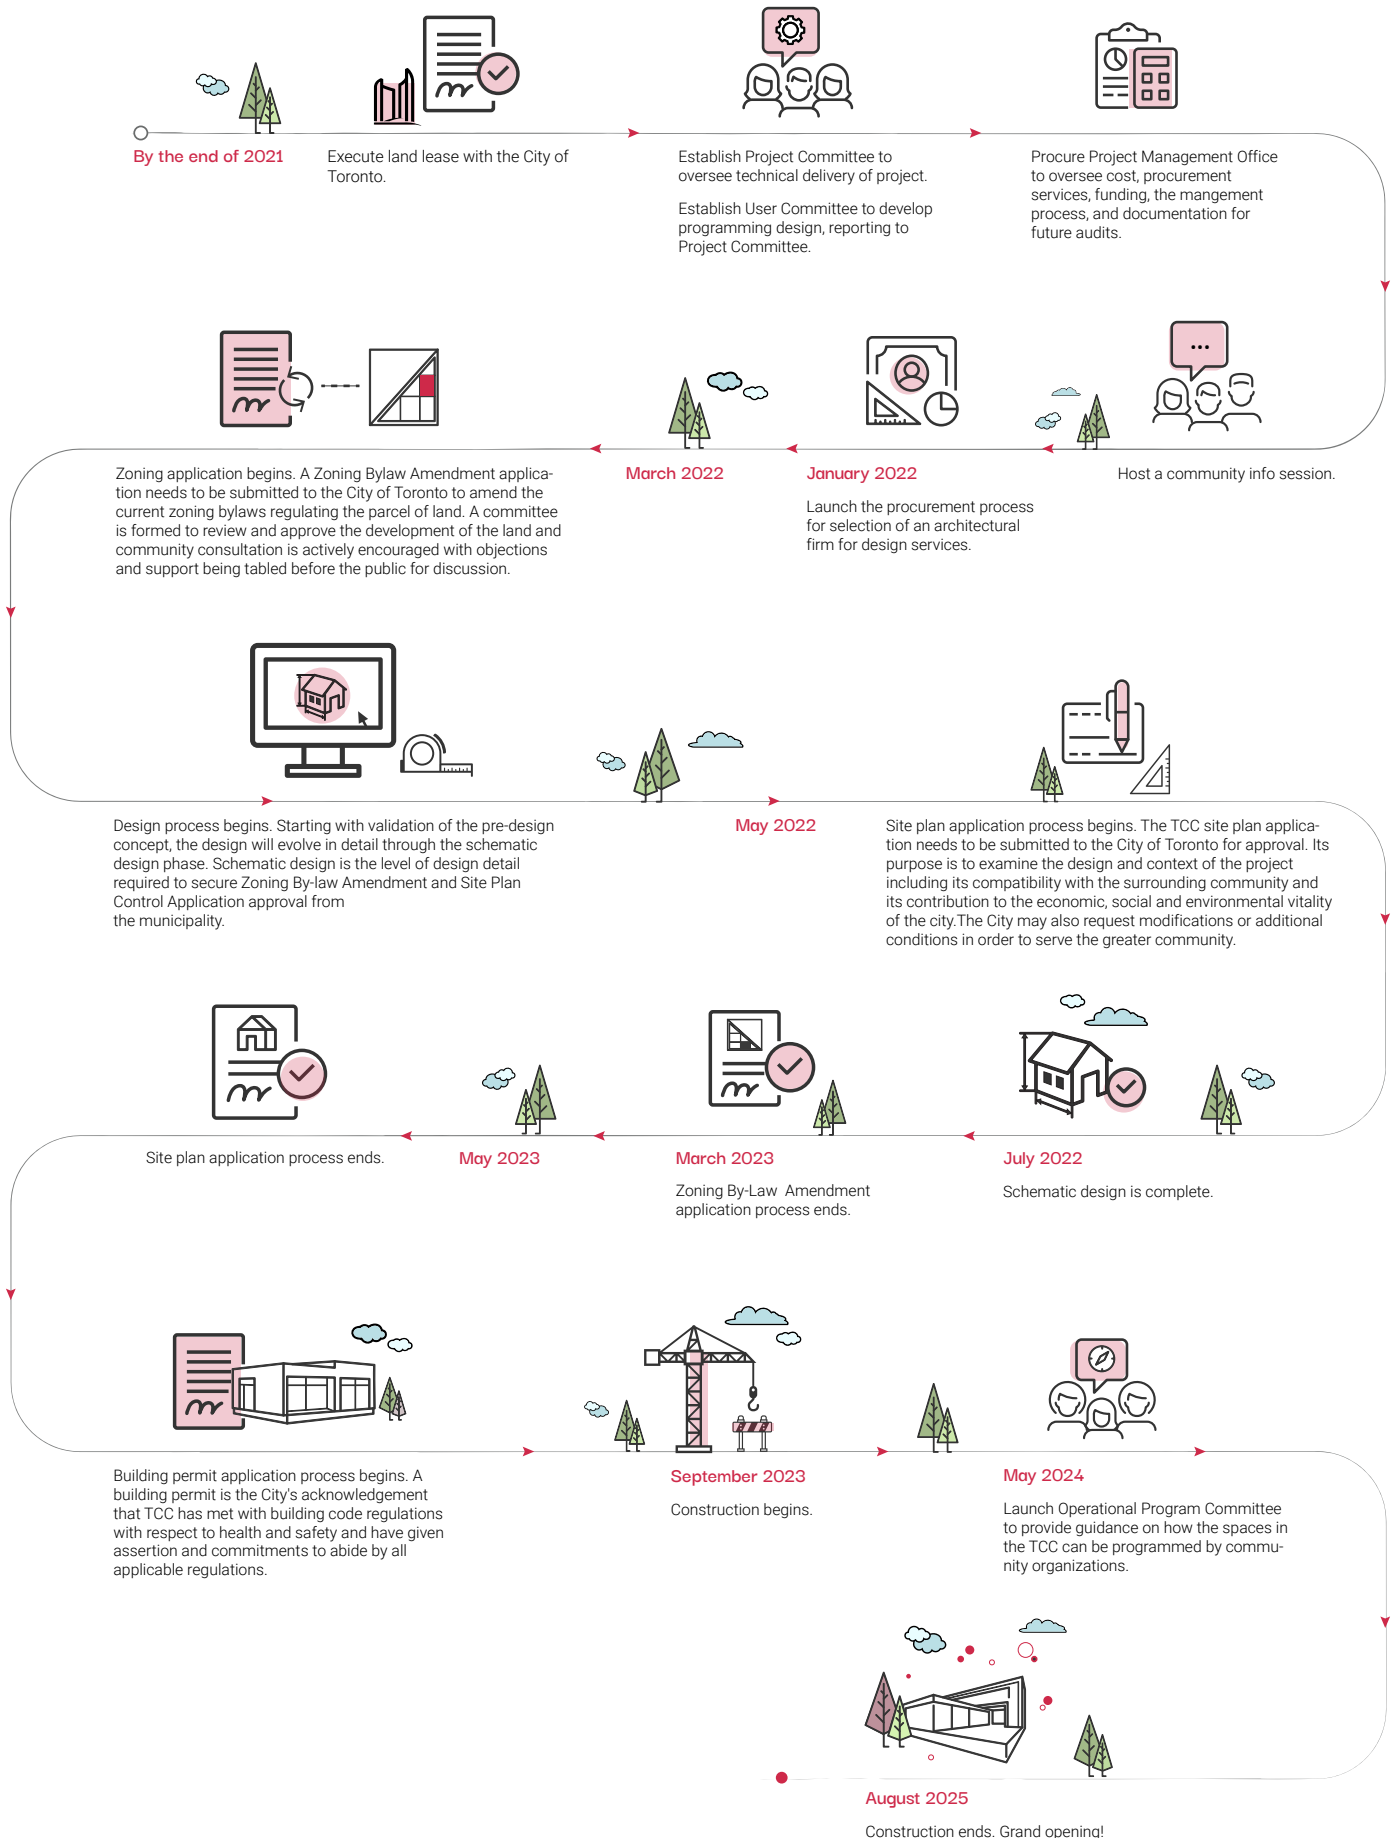 By the end of 2021
Execute land lease with the City of
Toronto.
Establish Project Committee to
oversee technical delivery of project.
Establish User Committee to develop
programming design, reporting to
Project Committee.
Procure Project Management Office
to oversee cost, procurement
services, funding, the mangement
process, and documentation for
future audits.
Host a community info session.
January 2022
Launch the procurement process
for selection of an architectural
firm for design services.
March 2022
Zoning application begins. A Zoning Bylaw Amendment applica-
tion needs to be submitted to the City of Toronto to amend the
current zoning bylaws regulating the parcel of land. A committee
is formed to review and approve the development of the land and
community consultation is actively encouraged with objections
and support being tabled before the public for discussion.
Design process begins. Starting with validation of the pre-design
concept, the design will evolve in detail through the schematic
design phase. Schematic design is the level of design detail
required to secure Zoning By-law Amendment and Site Plan
Control Application approval from
the municipality.
May 2022
Site plan application process begins. The TCC site plan applica-
tion needs to be submitted to the City of Toronto for approval. Its
purpose is to examine the design and context of the project
including its compatibility with the surrounding community and
its contribution to the economic, social and environmental vitality
of the city.The City may also request modifications or additional
conditions in order to serve the greater community.
July 2022
Schematic design is complete.
March 2023
Zoning By-Law Amendment
application process ends.
May 2023
Site plan application process ends.
Building permit application process begins. A
building permit is the City's acknowledgement
that TCC has met with building code regulations
with respect to health and safety and have given
assertion and commitments to abide by all
applicable regulations.
September 2023
Construction begins.
May 2024
Launch Operational Program Committee
to provide guidance on how the spaces in
the TCC can be programmed by commu-
nity organizations.
August 2025
Construction ends. Grand opening!